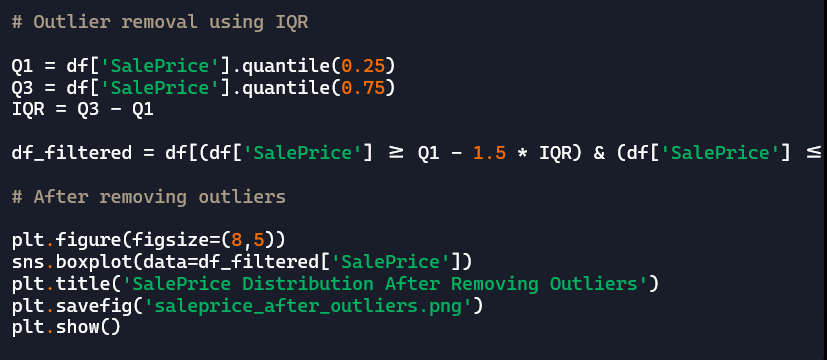 # Outlier removal using IQR
Q1 = df['SalePrice'].quantile(0.25)
Q3 = df['SalePrice'].quantile(0.75)
IQR = Q3 - Q1
df_filtered = df[(df['SalePrice'] ≥ Q1 - 1.5 * IQR) & (df['SalePrice'] ≤
# After removing outliers
plt.figure(figsize=(8,5))
sns.boxplot(data=df_filtered['SalePrice'])
plt.title('SalePrice Distribution After Removing Outliers')
plt.savefig('saleprice_after_outliers.png')
plt.show()